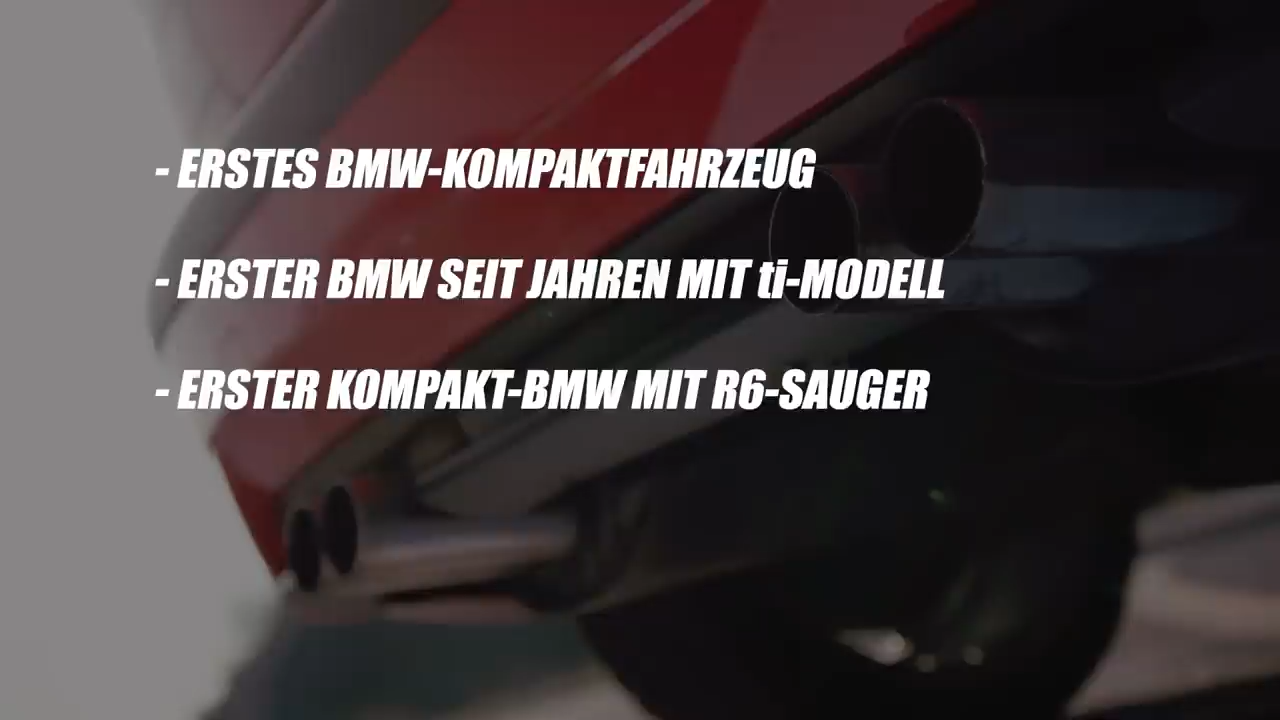 - ERSTES BMW-KOMPAKTFAHRZEUG
- ERSTER BMW SEIT JAHREN MIT ti-MODELL
- ERSTER KOMPAKT-BMW MIT R6-SAUGER